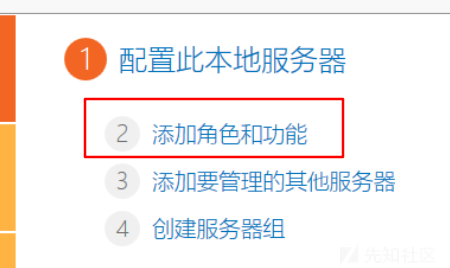 1 配置此本地服务器
2 添加角色和功能
3 添加要管理的其他服务器
4 创建服务器组
先知社区